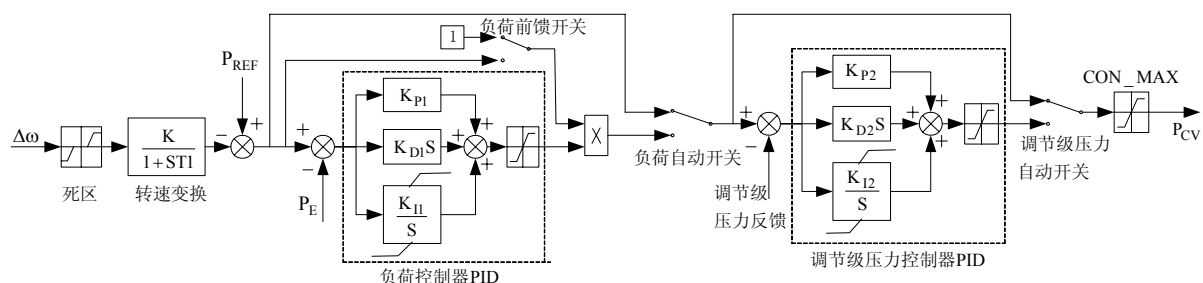 负荷前馈开关
1
P_REF
K_P1
K_P2
CON_MAX
Δω
K
1+ST1
K_D1S
X
K_D2S
P_CV
死区
转速变换
P_E
K_I1
S
负荷自动开关
调节级
压力反馈
K_I2
S
调节级压力
自动开关
负荷控制器PID
调节级压力控制器PID
+
−
+
+
−
+
+
+
+
−
+
+
+